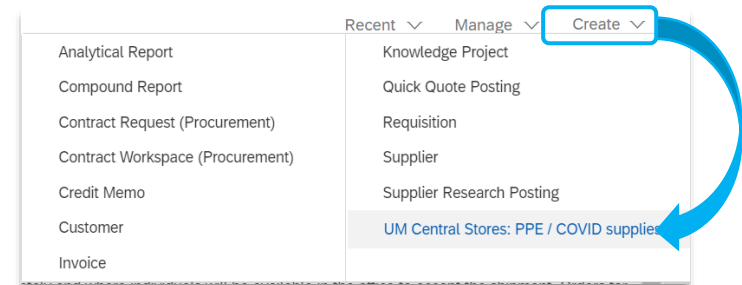 Recent Manage Create
Analytical Report
Compound Report
Contract Request (Procurement)
Contract Workspace (Procurement)
Credit Memo
Customer
Invoice
Knowledge Project
Quick Quote Posting
Requisition
Supplier
Supplier Research Posting
UM Central Stores: PPE / COVID supplies